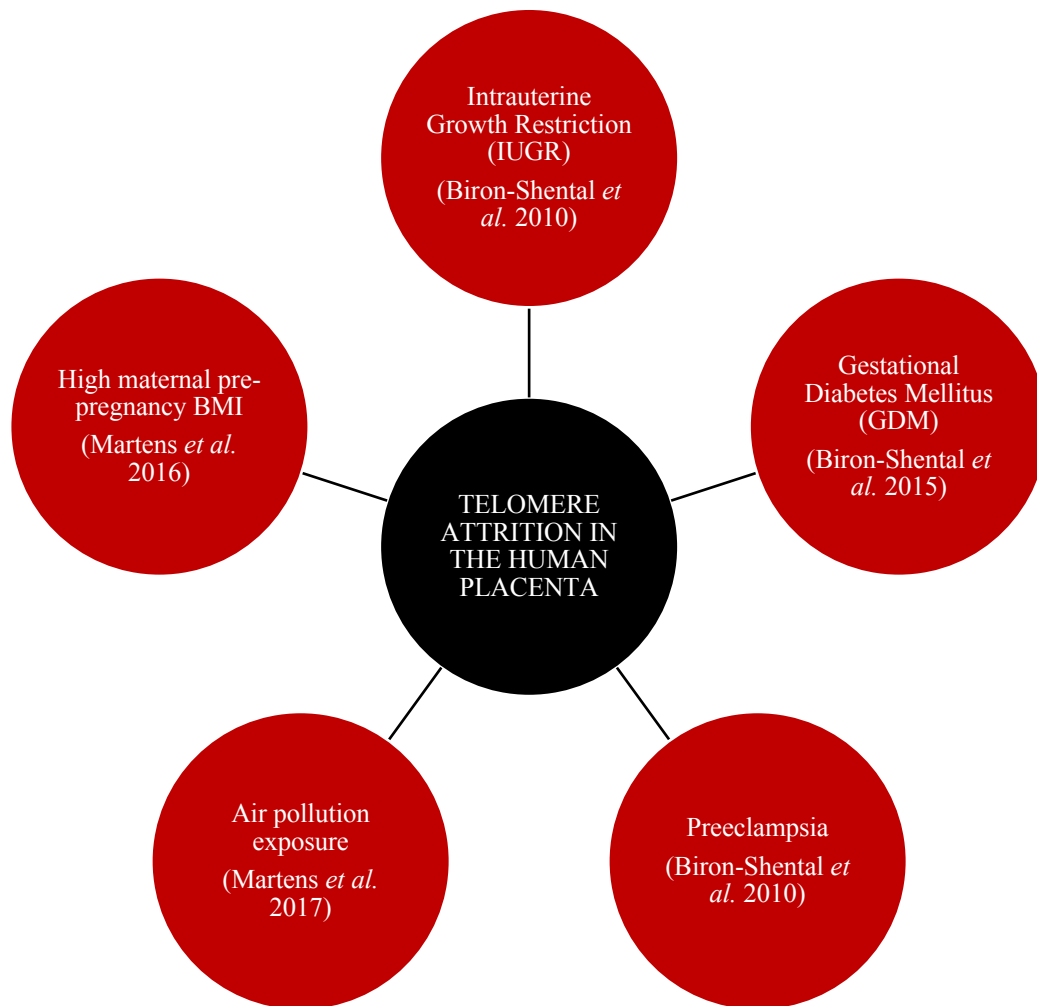 Intrauterine
Growth Restriction
(IUGR)
(Biron-Shental et
al. 2010)
High maternal pre-
pregnancy BMI
(Martens et al.
2016)
Gestational
Diabetes Mellitus
(GDM)
(Biron-Shental et
al. 2015)
TELOMERE
ATTRITION IN
THE HUMAN
PLACENTA
Air pollution
exposure
(Martens et al.
2017)
Preeclampsia
(Biron-Shental et
al. 2010)